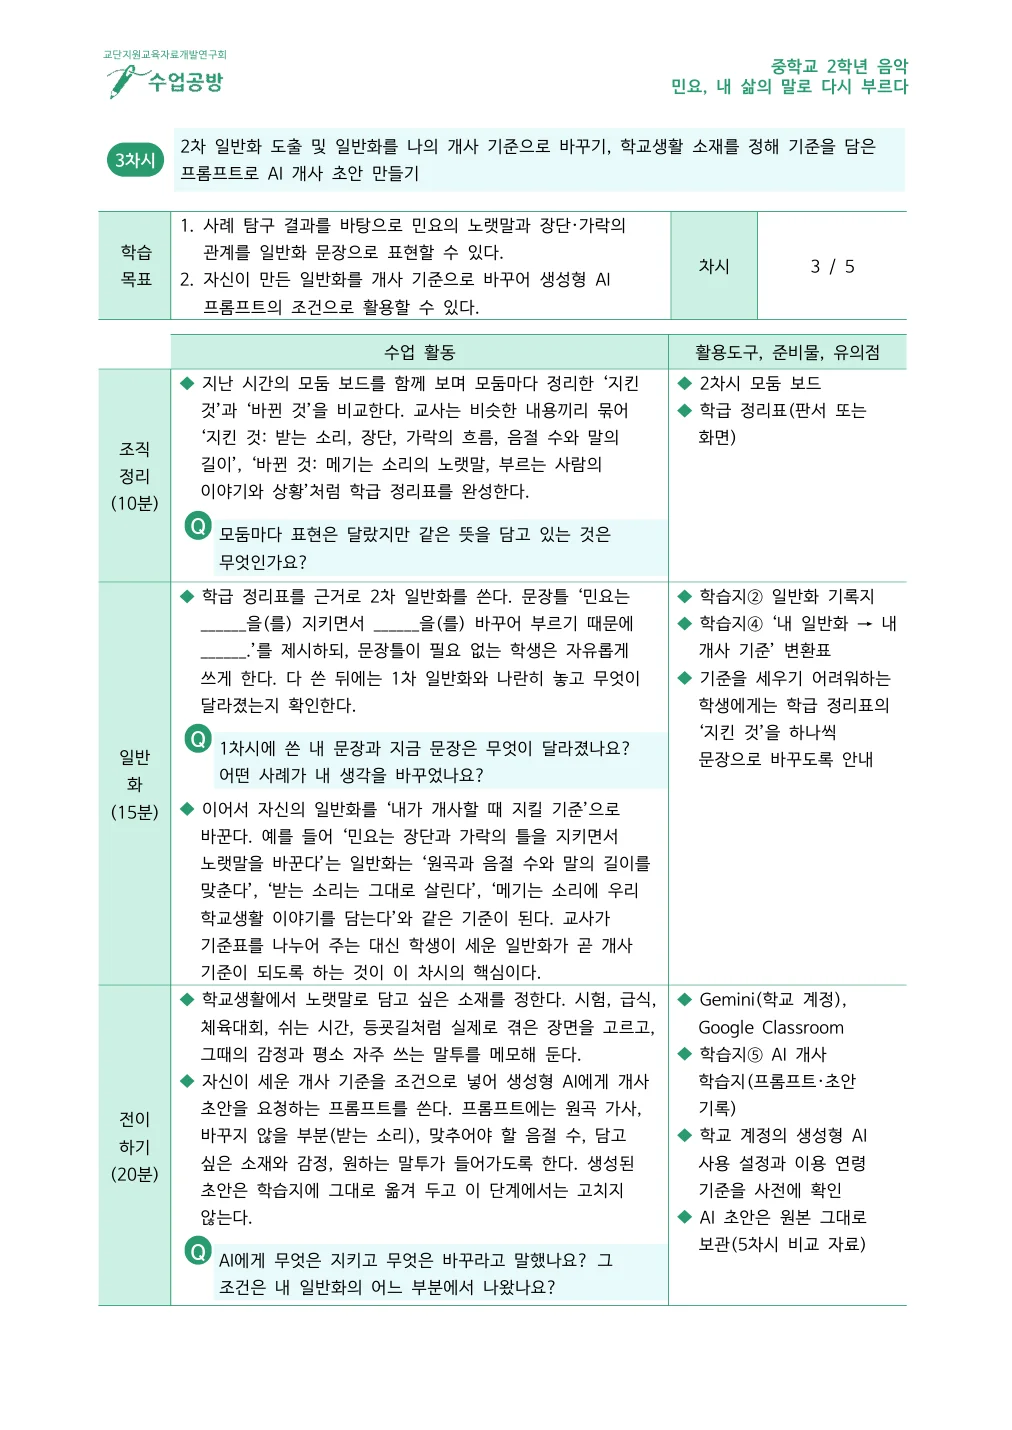 교단지원교육자료개발연구회
수업공방
중학교 2학년 음악
민요, 내 삶의 말로 다시 부르다
3차시
2차 일반화 도출 및 일반화를 나의 개사 기준으로 바꾸기, 학교생활 소재를 정해 기준을 담은
프롬프트로 AI 개사 초안 만들기
학습
목표
1. 사례 탐구 결과를 바탕으로 민요의 노랫말과 장단·가락의
관계를 일반화 문장으로 표현할 수 있다.
2. 자신이 만든 일반화를 개사 기준으로 바꾸어 생성형 AI
프롬프트의 조건으로 활용할 수 있다.
차시
3 / 5
수업 활동
활용도구, 준비물, 유의점
조직
정리
(10분)
◆ 지난 시간의 모둠 보드를 함께 보며 모둠마다 정리한 ‘지킨
것’과 ‘바뀐 것’을 비교한다. 교사는 비슷한 내용끼리 묶어
‘지킨 것: 받는 소리, 장단, 가락의 흐름, 음절 수와 말의
길이’, ‘바뀐 것: 메기는 소리의 노랫말, 부르는 사람의
이야기와 상황’처럼 학급 정리표를 완성한다.
Q
모둠마다 표현은 달랐지만 같은 뜻을 담고 있는 것은
무엇인가요?
◆ 2차시 모둠 보드
◆ 학급 정리표(판서 또는
화면)
일반
화
(15분)
◆ 학급 정리표를 근거로 2차 일반화를 쓴다. 문장틀 ‘민요는
______을(를) 지키면서 ______을(를) 바꾸어 부르기 때문에
______.’를 제시하되, 문장틀이 필요 없는 학생은 자유롭게
쓰게 한다. 다 쓴 뒤에는 1차 일반화와 나란히 놓고 무엇이
달라졌는지 확인한다.
Q
1차시에 쓴 내 문장과 지금 문장은 무엇이 달라졌나요?
어떤 사례가 내 생각을 바꾸었나요?
◆ 이어서 자신의 일반화를 ‘내가 개사할 때 지킬 기준’으로
바꾼다. 예를 들어 ‘민요는 장단과 가락의 틀을 지키면서
노랫말을 바꾼다’는 일반화는 ‘원곡과 음절 수와 말의 길이를
맞춘다’, ‘받는 소리는 그대로 살린다’, ‘메기는 소리에 우리
학교생활 이야기를 담는다’와 같은 기준이 된다. 교사가
기준표를 나누어 주는 대신 학생이 세운 일반화가 곧 개사
기준이 되도록 하는 것이 이 차시의 핵심이다.
◆ 학습지② 일반화 기록지
◆ 학습지④ ‘내 일반화 → 내
개사 기준’ 변환표
◆ 기준을 세우기 어려워하는
학생에게는 학급 정리표의
‘지킨 것’을 하나씩
문장으로 바꾸도록 안내
전이
하기
(20분)
◆ 학교생활에서 노랫말로 담고 싶은 소재를 정한다. 시험, 급식,
체육대회, 쉬는 시간, 등굣길처럼 실제로 겪은 장면을 고르고,
그때의 감정과 평소 자주 쓰는 말투를 메모해 둔다.
◆ 자신이 세운 개사 기준을 조건으로 넣어 생성형 AI에게 개사
초안을 요청하는 프롬프트를 쓴다. 프롬프트에는 원곡 가사,
바꾸지 않을 부분(받는 소리), 맞추어야 할 음절 수, 담고
싶은 소재와 감정, 원하는 말투가 들어가도록 한다. 생성된
초안은 학습지에 그대로 옮겨 두고 이 단계에서는 고치지
않는다.
Q
AI에게 무엇은 지키고 무엇은 바꾸라고 말했나요? 그
조건은 내 일반화의 어느 부분에서 나왔나요?
◆ Gemini(학교 계정),
Google Classroom
◆ 학습지⑤ AI 개사
학습지(프롬프트·초안
기록)
◆ 학교 계정의 생성형 AI
사용 설정과 이용 연령
기준을 사전에 확인
◆ AI 초안은 원본 그대로
보관(5차시 비교 자료)